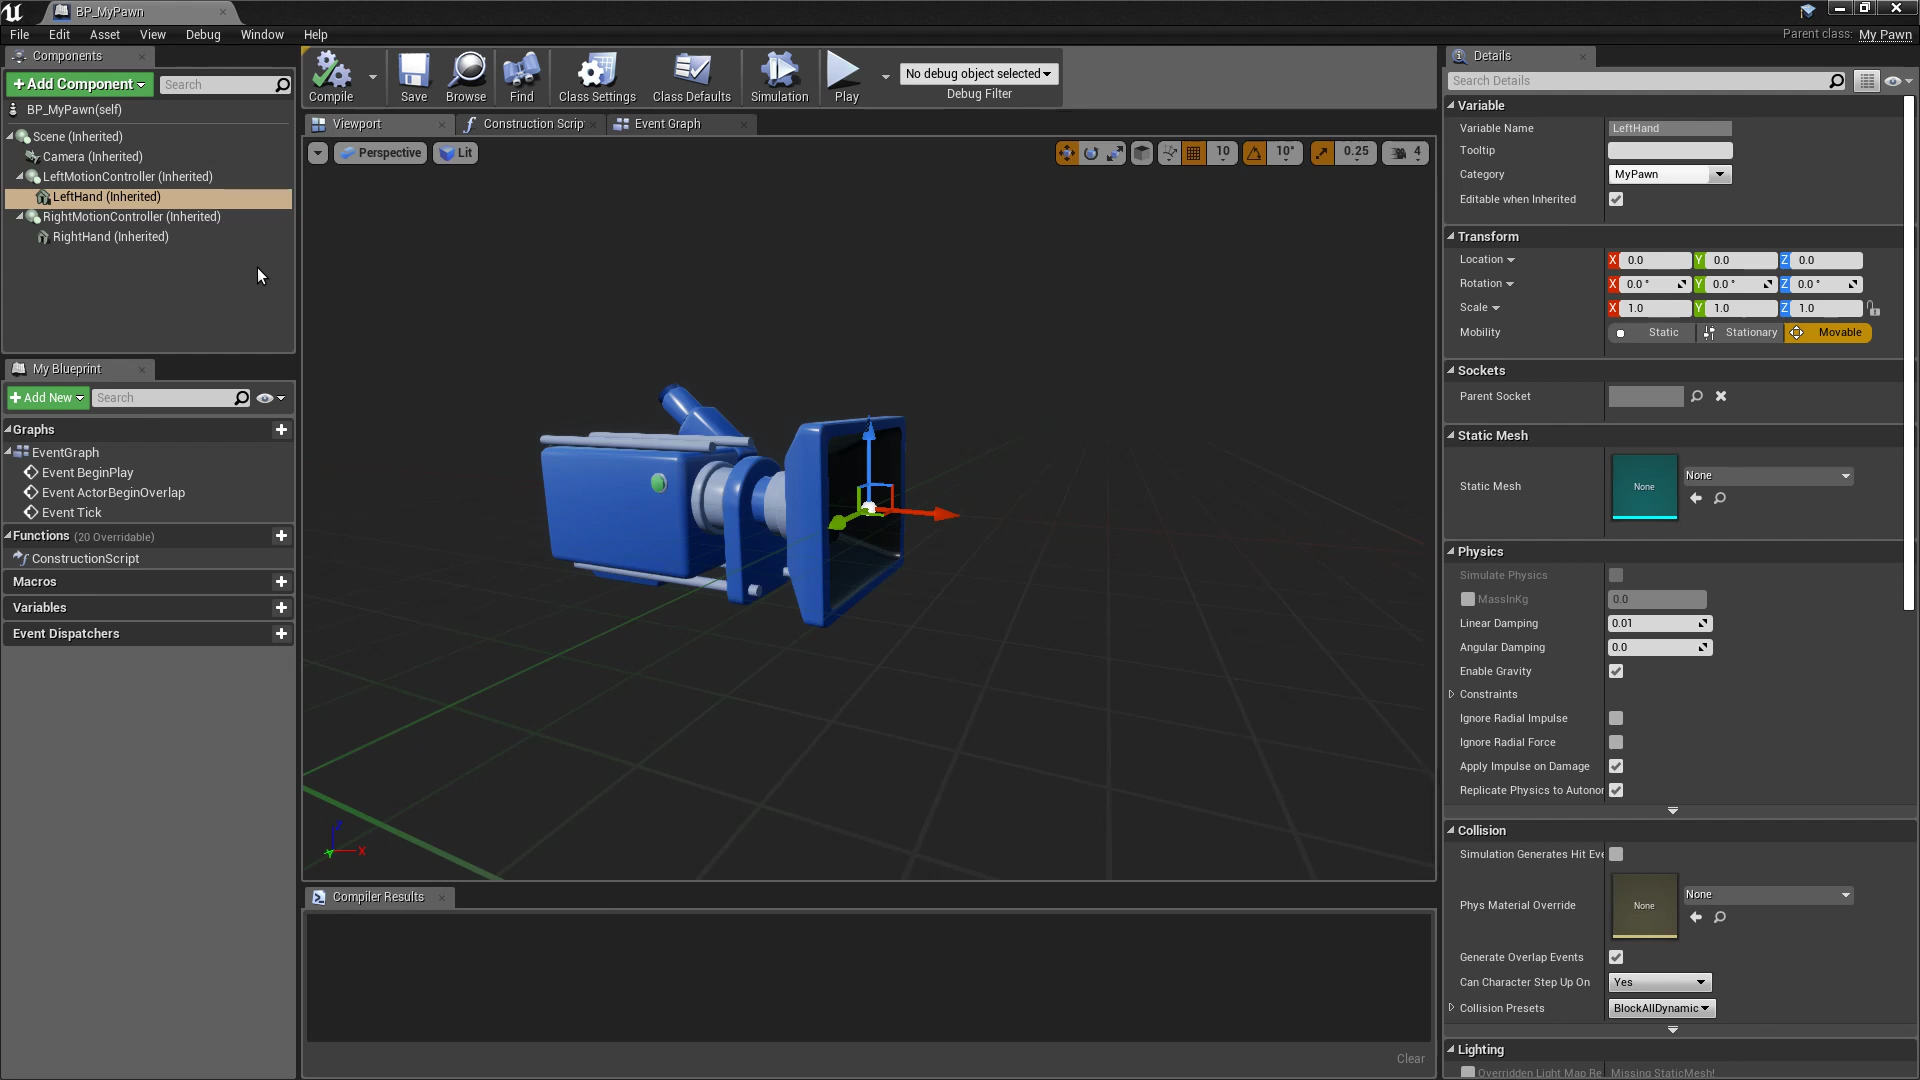 BP_MyPawn
File Edit Asset View Debug Window Help
Parent class: My Pawn
Components
Add Component
Search
BP_MyPawn(self)
Scene (Inherited)
Camera (Inherited)
LeftMotionController (Inherited)
LeftHand (Inherited)
RightMotionController (Inherited)
RightHand (Inherited)
My Blueprint
Add New
Search
Graphs
EventGraph
Event BeginPlay
Event ActorBeginOverlap
Event Tick
Functions (20 Overridable)
ConstructionScript
Macros
Variables
Event Dispatchers
Compile
Save
Browse
Find
Class Settings
Class Defaults
Simulation
Play
No debug object selected
Debug Filter
Viewport
Construction Scrip
Event Graph
Perspective
Lit
10
10°
0.25
4
Z
Y
X
Compiler Results
Clear
Details
Search Details
Variable
Variable Name LeftHand
Tooltip
Category MyPawn
Editable when Inherited
Transform
Location X 0.0 Y 0.0 Z 0.0
Rotation X 0.0 ° Y 0.0 ° Z 0.0 °
Scale X 1.0 Y 1.0 Z 1.0
Mobility Static Stationary Movable
Sockets
Parent Socket
Static Mesh
Static Mesh None None
Physics
Simulate Physics
MassInKg 0.0
Linear Damping 0.01
Angular Damping 0.0
Enable Gravity
Constraints
Ignore Radial Impulse
Ignore Radial Force
Apply Impulse on Damage
Replicate Physics to Autonor
Collision
Simulation Generates Hit Eve
Phys Material Override None None
Generate Overlap Events
Can Character Step Up On Yes
Collision Presets BlockAllDynamic
Lighting
Overridden Light Map Re Missing StaticMesh!